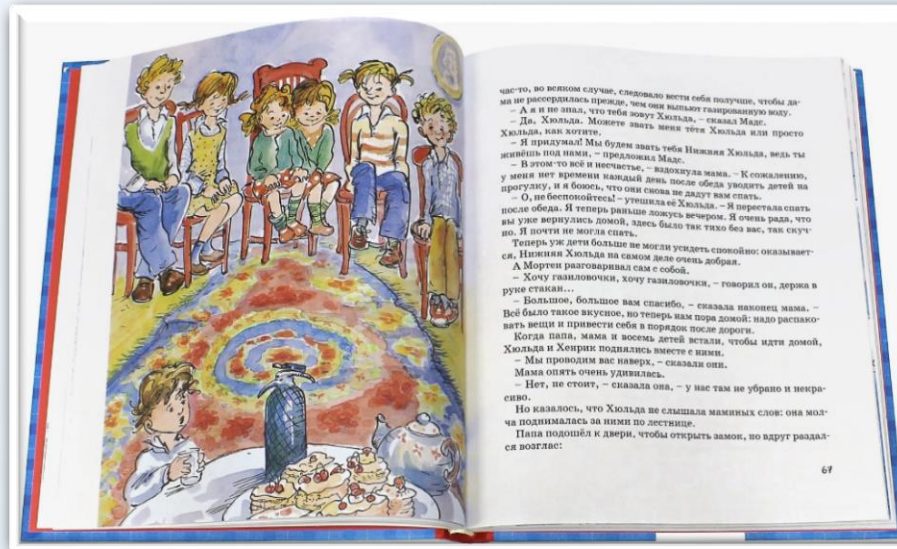 час-то, во всяком случае, следовало вести себя получше, чтобы да-
ма не рассердилась прежде, чем они выпьют газированную воду.
– А я и не знал, что тебя зовут Хюльда, – сказал Мадс.
– Да, Хюльда. Можете звать меня тётя Хюльда или просто
Хюльда, как хотите.
– Я придумал! Мы будем звать тебя Нижняя Хюльда, ведь ты
живёшь под нами, – предложил Мадс.
– В этом-то всё и несчастье, – вздохнула мама. – К сожалению,
у меня нет времени каждый день после обеда уводить детей на
прогулку, и я боюсь, что они снова не дадут вам спать.
– О, не беспокойтесь! – утешила её Хюльда. – Я перестала спать
после обеда. Я теперь раньше ложусь вечером. Я очень рада, что
вы уже вернулись домой, здесь было так тихо без вас, так скуч-
но. Я почти не могла спать.
Теперь уж дети больше не могли усидеть спокойно: оказывает-
ся, Нижняя Хюльда на самом деле очень добрая.
А Мортен разговаривал сам с собой.
– Хочу газиловочки, хочу газиловочки, – говорил он, держа в
руке стакан...
– Большое, большое вам спасибо, – сказала наконец мама. –
Всё было такое вкусное, но теперь нам пора домой: надо распако-
вать вещи и привести себя в порядок после дороги.
Когда папа, мама и восемь детей встали, чтобы идти домой,
Хюльда и Хенрик поднялись вместе с ними.
– Мы проводим вас наверх, – сказали они.
Мама опять очень удивилась.
– Нет, не стоит, – сказала она, – у нас там не убрано и некра-
сиво.
Но казалось, что Хюльда не слышала маминых слов: она мол-
ча поднималась за ними по лестнице.
Папа подошёл к двери, чтобы открыть замок, но вдруг раздал-
ся возглас:
67